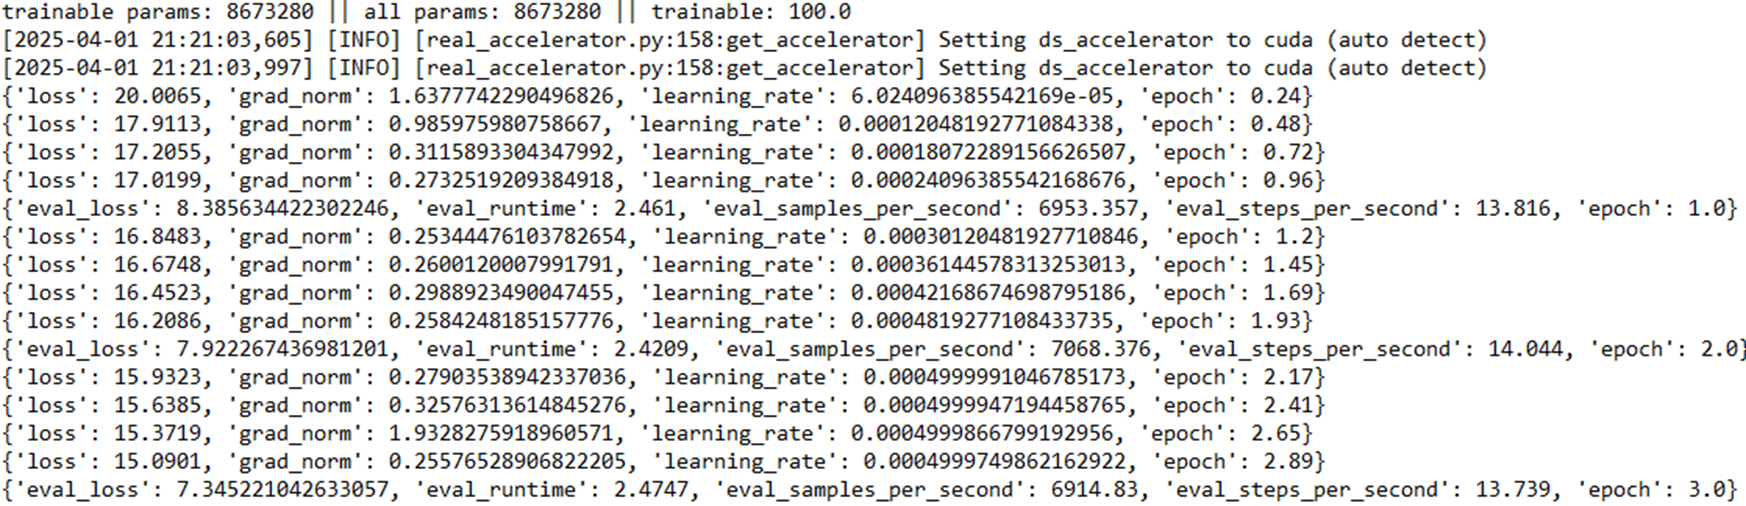 trainable params: 8673280 || all params: 8673280 || trainable: 100.0
[2025-04-01 21:21:03,605] [INFO] [real_accelerator.py:158:get_accelerator] Setting ds_accelerator to cuda (auto detect)
[2025-04-01 21:21:03,997] [INFO] [real_accelerator.py:158:get_accelerator] Setting ds_accelerator to cuda (auto detect)
{'loss': 20.0065, 'grad_norm': 1.6377742290496826, 'learning_rate': 6.024096385542169e-05, 'epoch': 0.24}
{'loss': 17.9113, 'grad_norm': 0.985975980758667, 'learning_rate': 0.00012048192771084338, 'epoch': 0.48}
{'loss': 17.2055, 'grad_norm': 0.3115893304347992, 'learning_rate': 0.00018072289156626507, 'epoch': 0.72}
{'loss': 17.0199, 'grad_norm': 0.2732519209384918, 'learning_rate': 0.00024096385542168676, 'epoch': 0.96}
{'eval_loss': 8.385634422302246, 'eval_runtime': 2.461, 'eval_samples_per_second': 6953.357, 'eval_steps_per_second': 13.816, 'epoch': 1.0}
{'loss': 16.8483, 'grad_norm': 0.25344476103782654, 'learning_rate': 0.00030120481927710846, 'epoch': 1.2}
{'loss': 16.6748, 'grad_norm': 0.2600120007991791, 'learning_rate': 0.00036144578313253013, 'epoch': 1.45}
{'loss': 16.4523, 'grad_norm': 0.2988923490047455, 'learning_rate': 0.00042168674698795186, 'epoch': 1.69}
{'loss': 16.2086, 'grad_norm': 0.2584248185157776, 'learning_rate': 0.0004819277108433735, 'epoch': 1.93}
{'eval_loss': 7.922267436981201, 'eval_runtime': 2.4209, 'eval_samples_per_second': 7068.376, 'eval_steps_per_second': 14.044, 'epoch': 2.0}
{'loss': 15.9323, 'grad_norm': 0.27903538942337036, 'learning_rate': 0.0004999991046785173, 'epoch': 2.17}
{'loss': 15.6385, 'grad_norm': 0.32576313614845276, 'learning_rate': 0.0004999947194458765, 'epoch': 2.41}
{'loss': 15.3719, 'grad_norm': 1.9328275918960571, 'learning_rate': 0.0004999866799192956, 'epoch': 2.65}
{'loss': 15.0901, 'grad_norm': 0.25576528906822205, 'learning_rate': 0.0004999749862162922, 'epoch': 2.89}
{'eval_loss': 7.345221042633057, 'eval_runtime': 2.4747, 'eval_samples_per_second': 6914.83, 'eval_steps_per_second': 13.739, 'epoch': 3.0}